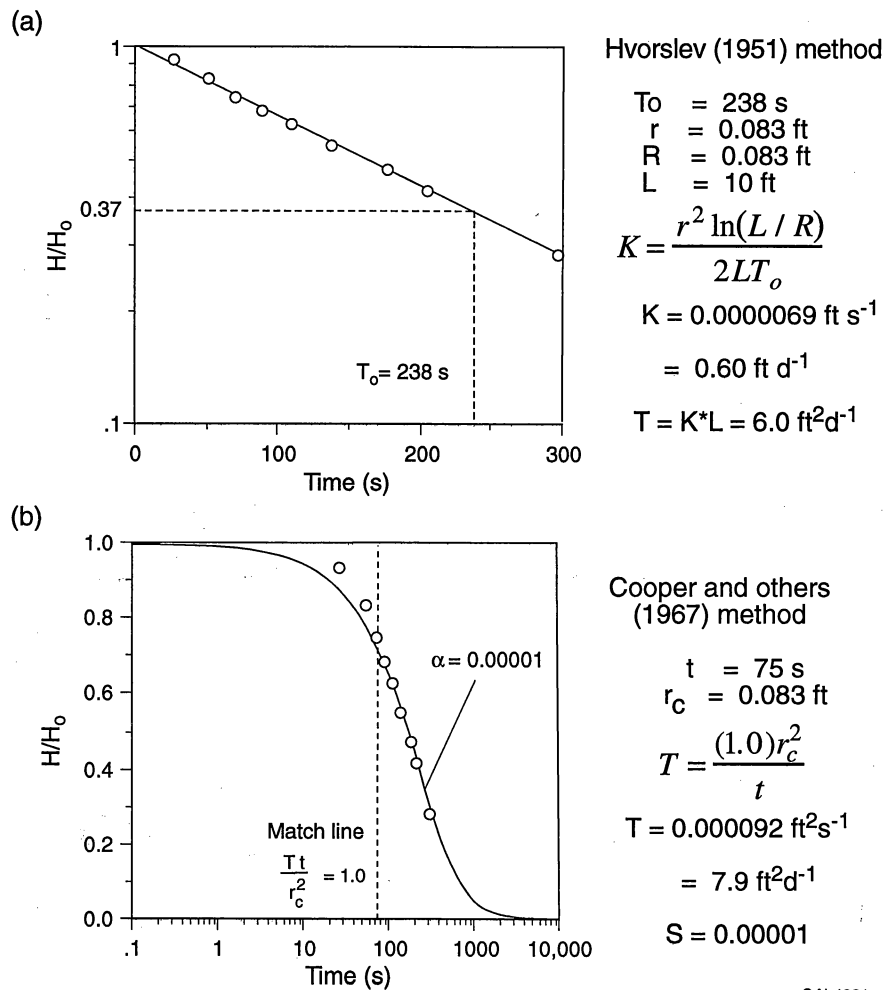 (a)
Hvorslev (1951) method
To = 238 s
r = 0.083 ft
R = 0.083 ft
L = 10 ft
K = r² ln(L / R) / 2LTₒ
K = 0.0000069 ft s⁻¹
= 0.60 ft d⁻¹
T = K*L = 6.0 ft²d⁻¹
1
0.37
.1
H/Hₒ
Tₒ= 238 s
0 100 200 300
Time (s)
(b)
Cooper and others
(1967) method
t = 75 s
r꜀ = 0.083 ft
T = (1.0)r꜀² / t
T = 0.000092 ft²s⁻¹
= 7.9 ft²d⁻¹
S = 0.00001
1.0
0.8
0.6
0.4
0.2
0.0
H/Hₒ
α = 0.00001
Match line
T t / r꜀² = 1.0
.1 1 10 100 1000 10,000
Time (s)